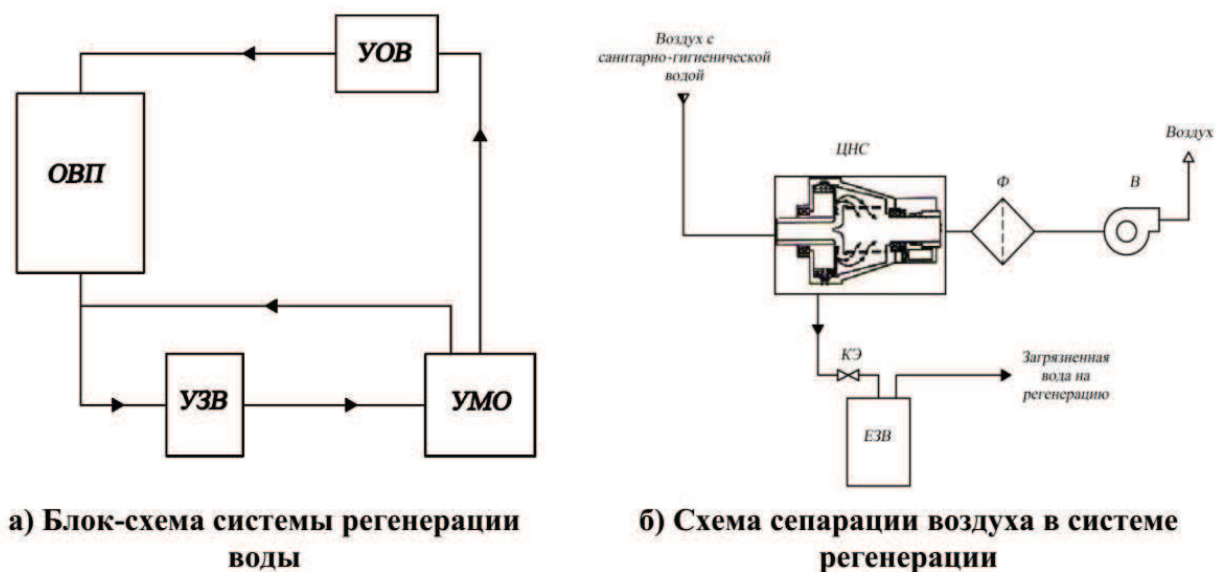 УОВ
ОВП
УЗВ
УМО
а) Блок-схема системы регенерации
воды
Воздух с
санитарно-гигиенической
водой
ЦНС
Ф
В
Воздух
КЭ
ЕЗВ
Загрязненная
вода на
регенерацию
б) Схема сепарации воздуха в системе
регенерации